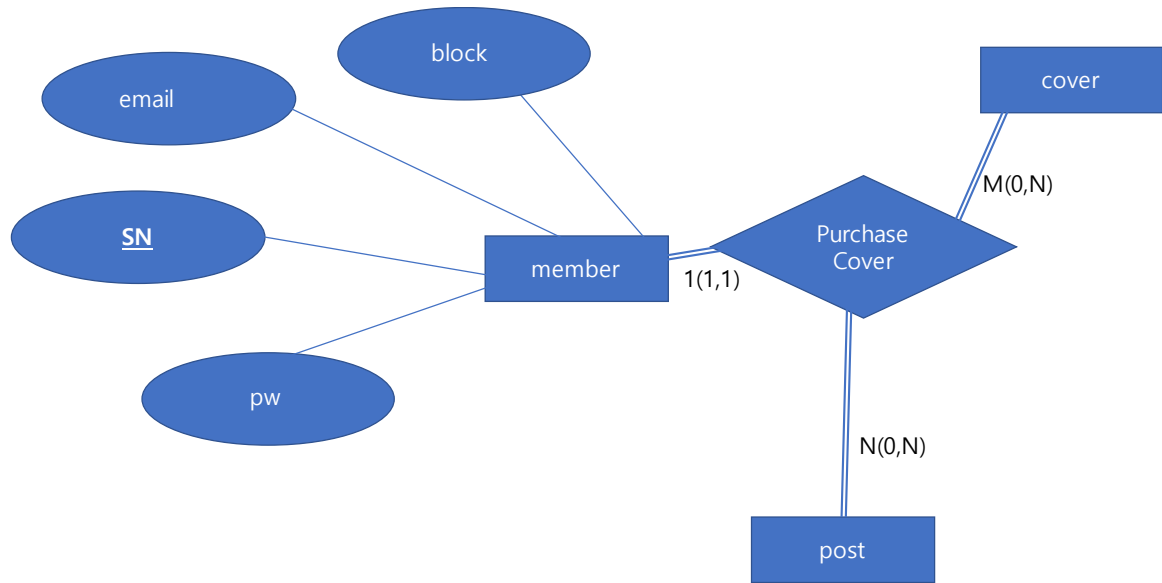 block
email
cover
SN
member
1(1,1)
Purchase
Cover
M(0,N)
pw
N(0,N)
post